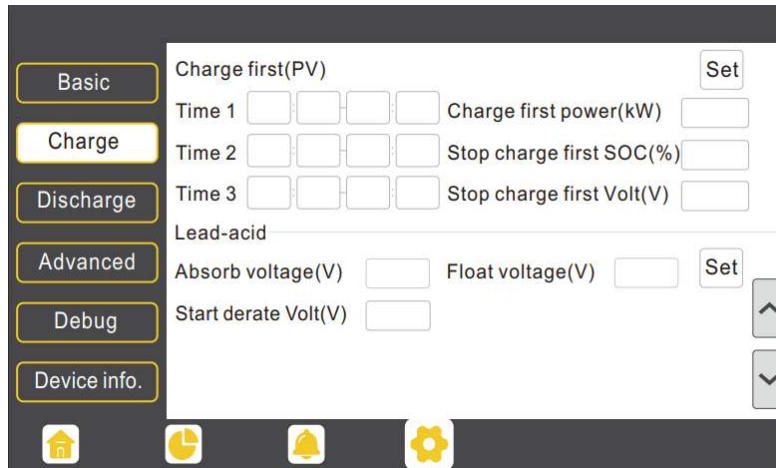 Basic
Charge
Discharge
Advanced
Debug
Device info.
Charge first(PV) Set
Time 1 : - : Charge first power(kW)
Time 2 : - : Stop charge first SOC(%)
Time 3 : - : Stop charge first Volt(V)
Lead-acid
Absorb voltage(V) Float voltage(V) Set
Start derate Volt(V)